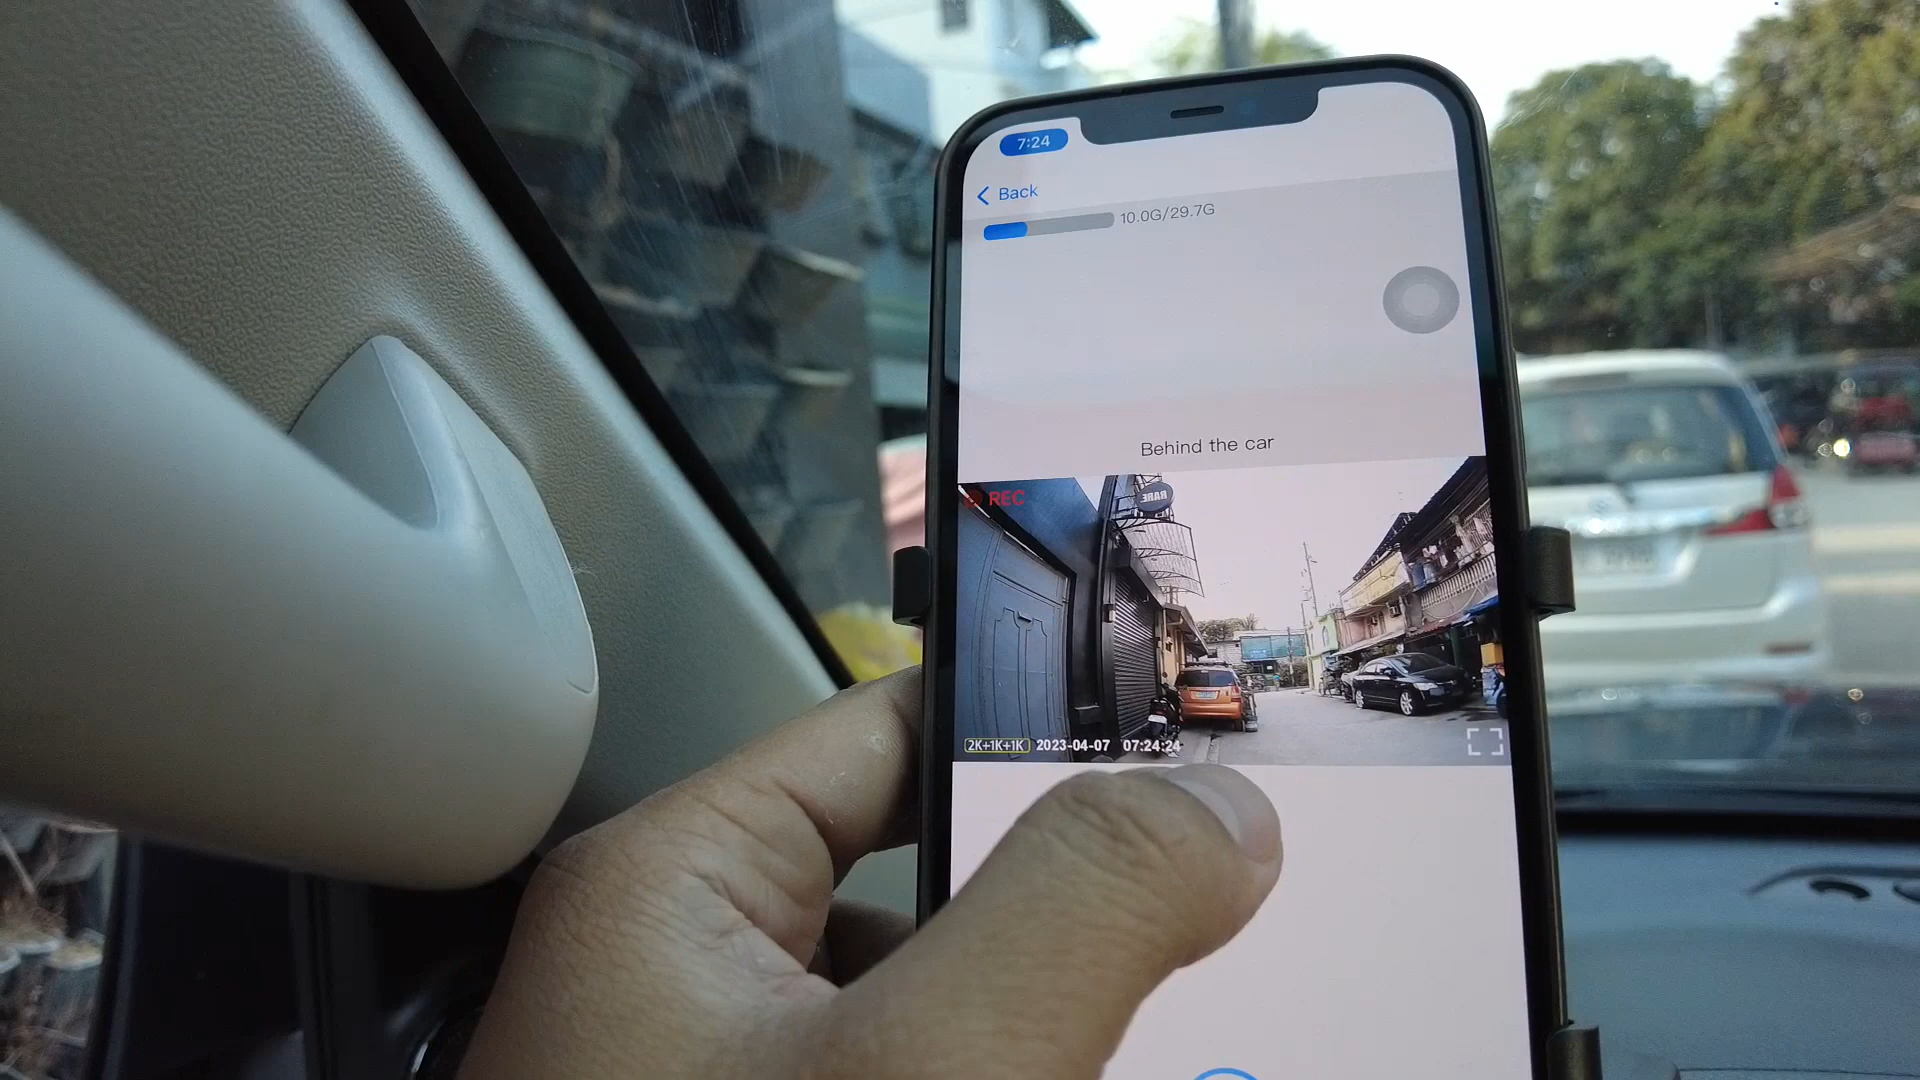 7:24
Back
10.0G/29.7G
Behind the car
REC
RARE
2K+1K+1K 2023-04-07 07:24:24